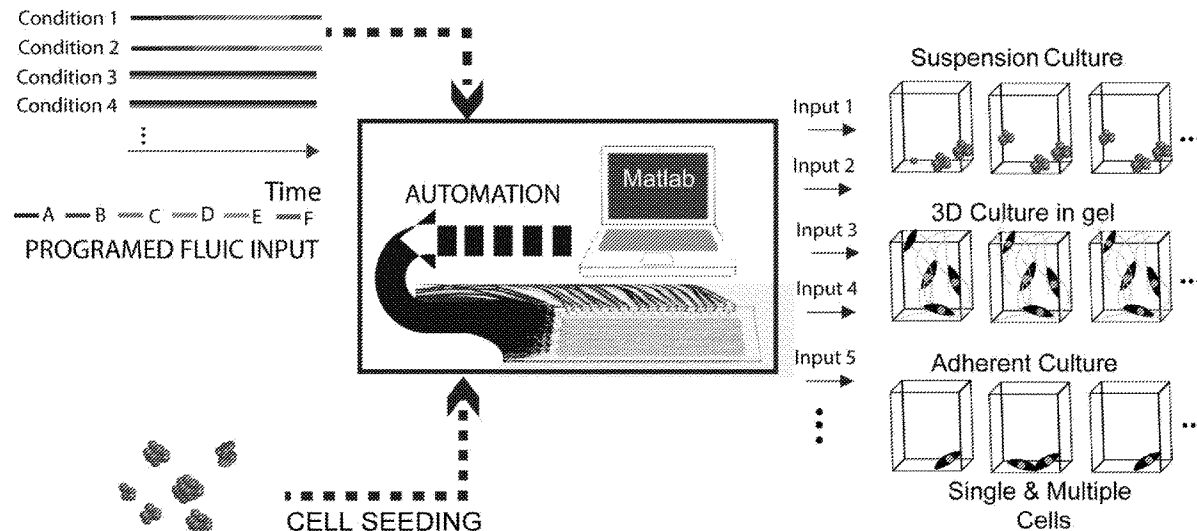 Condition 1
Condition 2
Condition 3
Condition 4
Time
A B C D E F
PROGRAMED FLUIC INPUT
AUTOMATION
Matlab
CELL SEEDING
Input 1
Input 2
Input 3
Input 4
Input 5
Suspension Culture
3D Culture in gel
Adherent Culture
Single & Multiple
Cells